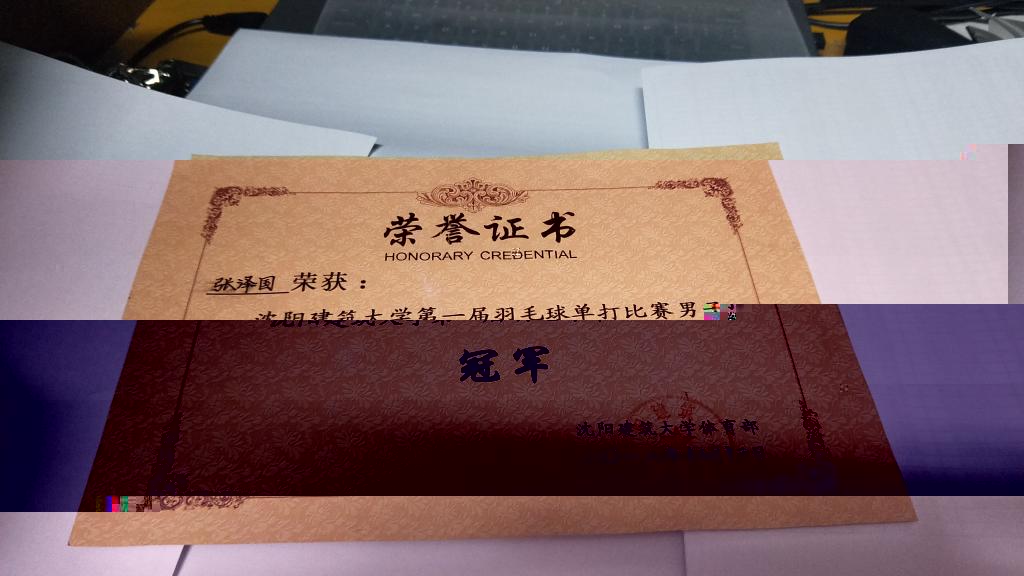 荣誉证书
HONORARY CREDENTIAL
张泽国 荣获：
沈阳建筑大学第一届羽毛球单打比赛男子
冠军
沈阳建筑大学体育部